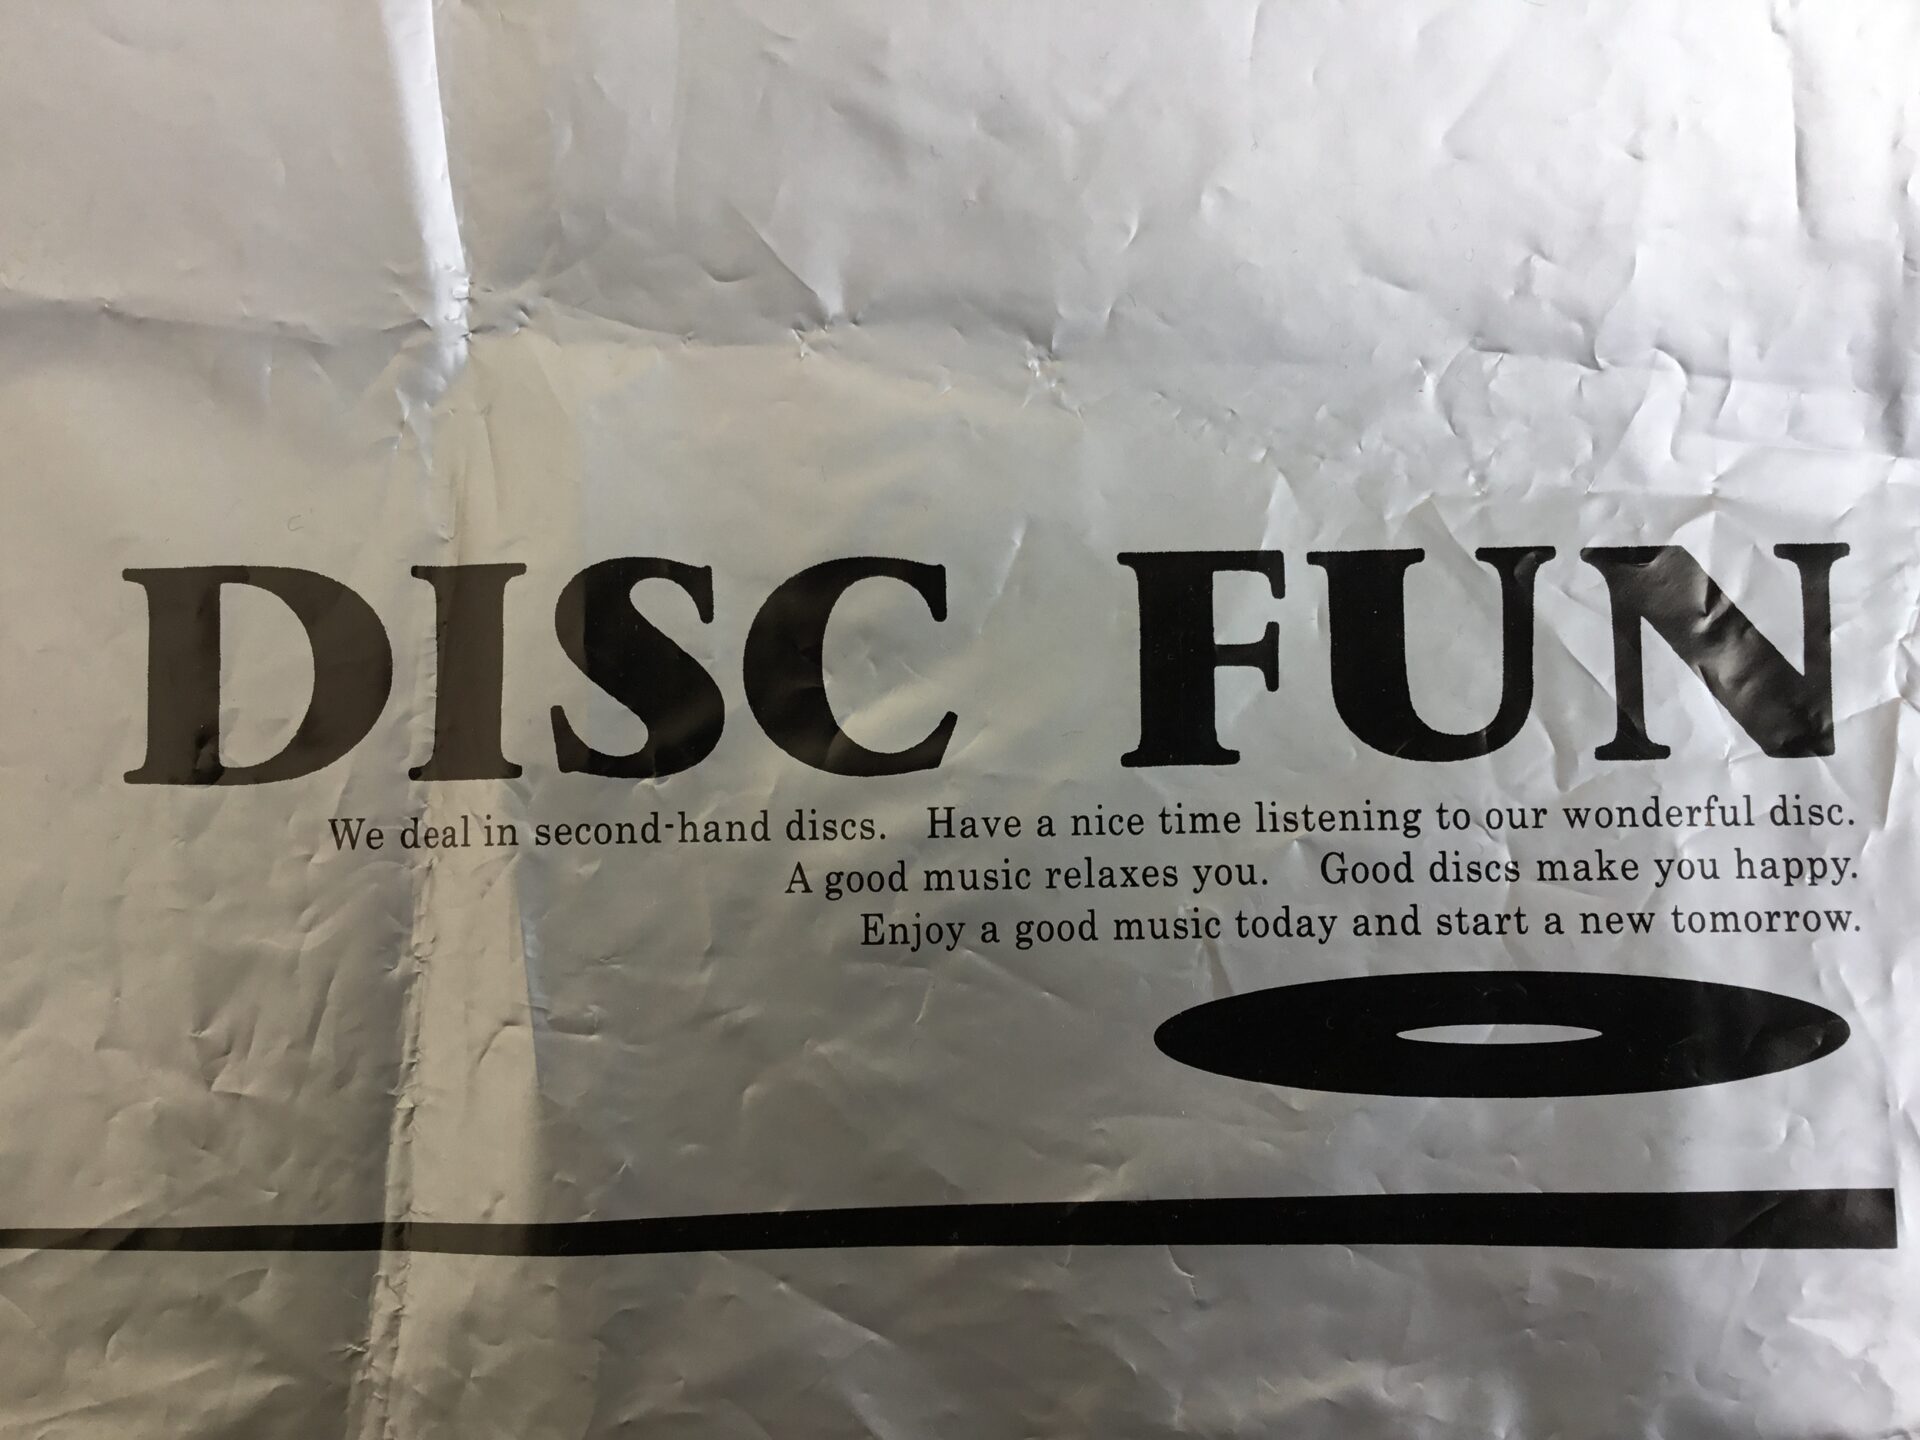 DISC FUN
We deal in second-hand discs. Have a nice time listening to our wonderful disc.
A good music relaxes you. Good discs make you happy.
Enjoy a good music today and start a new tomorrow.